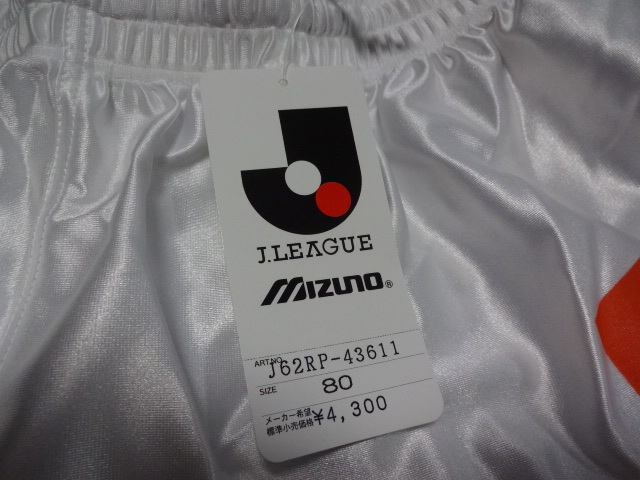 J.LEAGUE
MIZUNO®
ART.NO. J62RP-43611
SIZE 80
メーカー希望
標準小売価格 ¥4,300